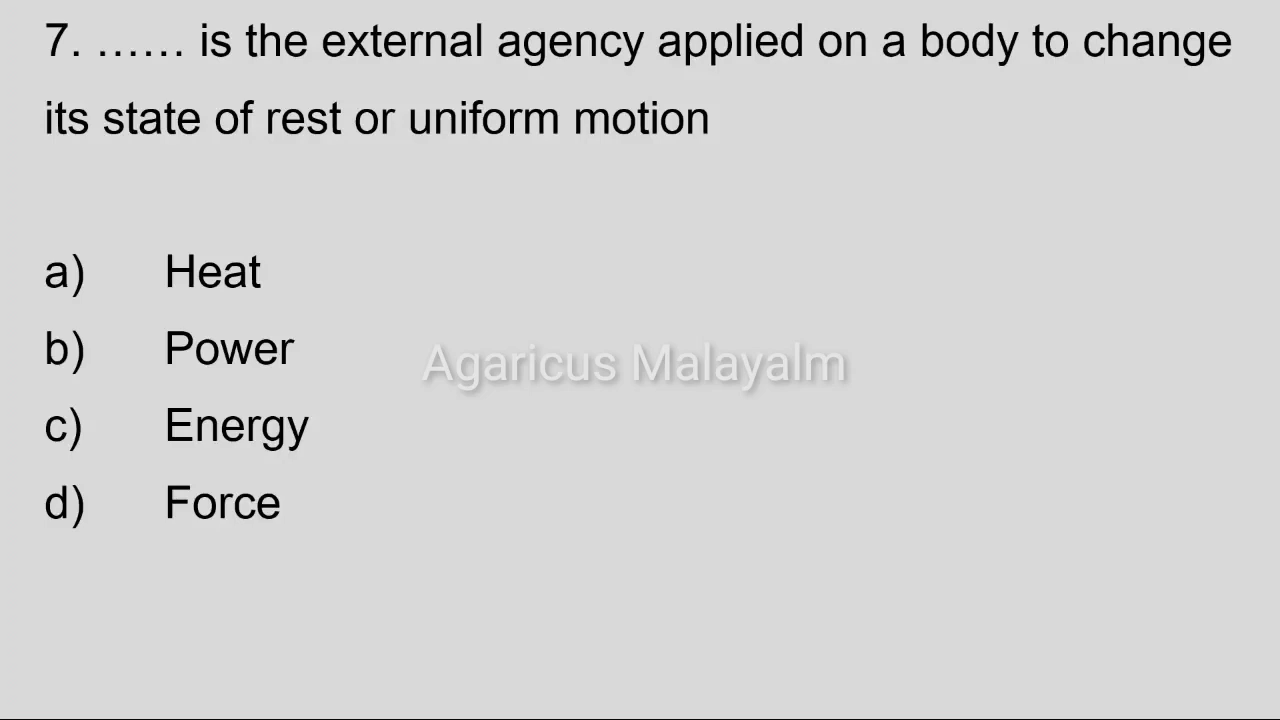 7. …… is the external agency applied on a body to change
its state of rest or uniform motion
a) Heat
b) Power
Agaricus Malayalm
c) Energy
d) Force